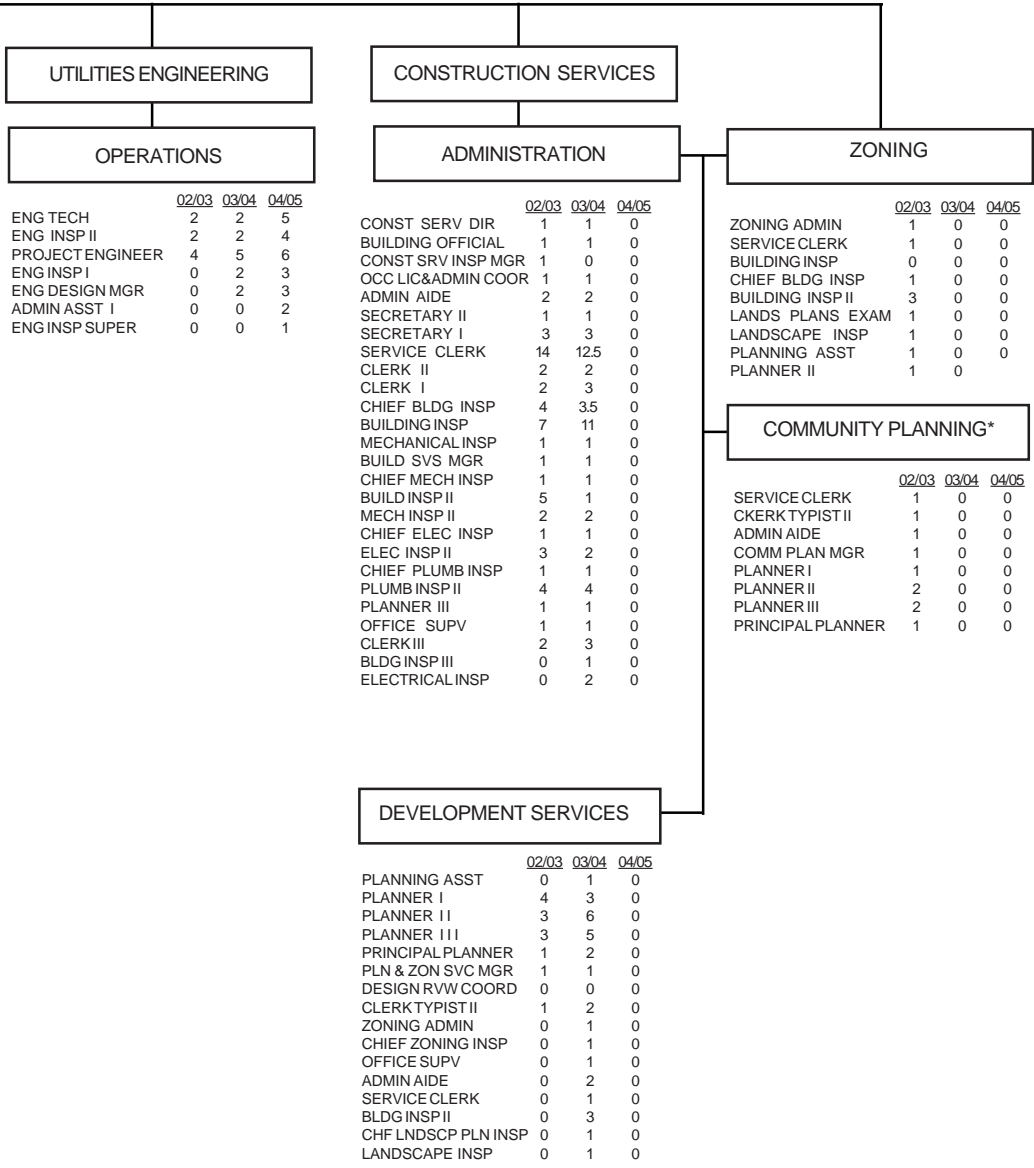 UTILITIES ENGINEERING
OPERATIONS
02/03 03/04 04/05
ENG TECH 2 2 5
ENG INSP II 2 2 4
PROJECT ENGINEER 4 5 6
ENG INSP I 0 2 3
ENG DESIGN MGR 0 2 3
ADMIN ASST I 0 0 2
ENG INSP SUPER 0 0 1
CONSTRUCTION SERVICES
ADMINISTRATION
02/03 03/04 04/05
CONST SERV DIR 1 1 0
BUILDING OFFICIAL 1 1 0
CONST SRV INSP MGR 1 0 0
OCC LIC&ADMIN COOR 1 1 0
ADMIN AIDE 2 2 0
SECRETARY II 1 1 0
SECRETARY I 3 3 0
SERVICE CLERK 14 12.5 0
CLERK II 2 2 0
CLERK I 2 3 0
CHIEF BLDG INSP 4 3.5 0
BUILDING INSP 7 11 0
MECHANICAL INSP 1 1 0
BUILD SVS MGR 1 1 0
CHIEF MECH INSP 1 1 0
BUILD INSP II 5 1 0
MECH INSP II 2 2 0
CHIEF ELEC INSP 1 1 0
ELEC INSP II 3 2 0
CHIEF PLUMB INSP 1 1 0
PLUMB INSP II 4 4 0
PLANNER III 1 1 0
OFFICE SUPV 1 1 0
CLERK III 2 3 0
BLDG INSP III 0 1 0
ELECTRICAL INSP 0 2 0
ZONING
02/03 03/04 04/05
ZONING ADMIN 1 0 0
SERVICE CLERK 1 0 0
BUILDING INSP 0 0 0
CHIEF BLDG INSP 1 0 0
BUILDING INSP II 3 0 0
LANDS PLANS EXAM 1 0 0
LANDSCAPE INSP 1 0 0
PLANNING ASST 1 0 0
PLANNER II 1 0
COMMUNITY PLANNING*
02/03 03/04 04/05
SERVICE CLERK 1 0 0
CKERK TYPIST II 1 0 0
ADMIN AIDE 1 0 0
COMM PLAN MGR 1 0 0
PLANNER I 1 0 0
PLANNER II 2 0 0
PLANNER III 2 0 0
PRINCIPAL PLANNER 1 0 0
DEVELOPMENT SERVICES
02/03 03/04 04/05
PLANNING ASST 0 1 0
PLANNER I 4 3 0
PLANNER II 3 6 0
PLANNER III 3 5 0
PRINCIPAL PLANNER 1 2 0
PLN & ZON SVC MGR 1 1 0
DESIGN RVW COORD 0 0 0
CLERK TYPIST II 1 2 0
ZONING ADMIN 0 1 0
CHIEF ZONING INSP 0 1 0
OFFICE SUPV 0 1 0
ADMIN AIDE 0 2 0
SERVICE CLERK 0 1 0
BLDG INSP II 0 3 0
CHF LNDSCP PLN INSP 0 1 0
LANDSCAPE INSP 0 1 0